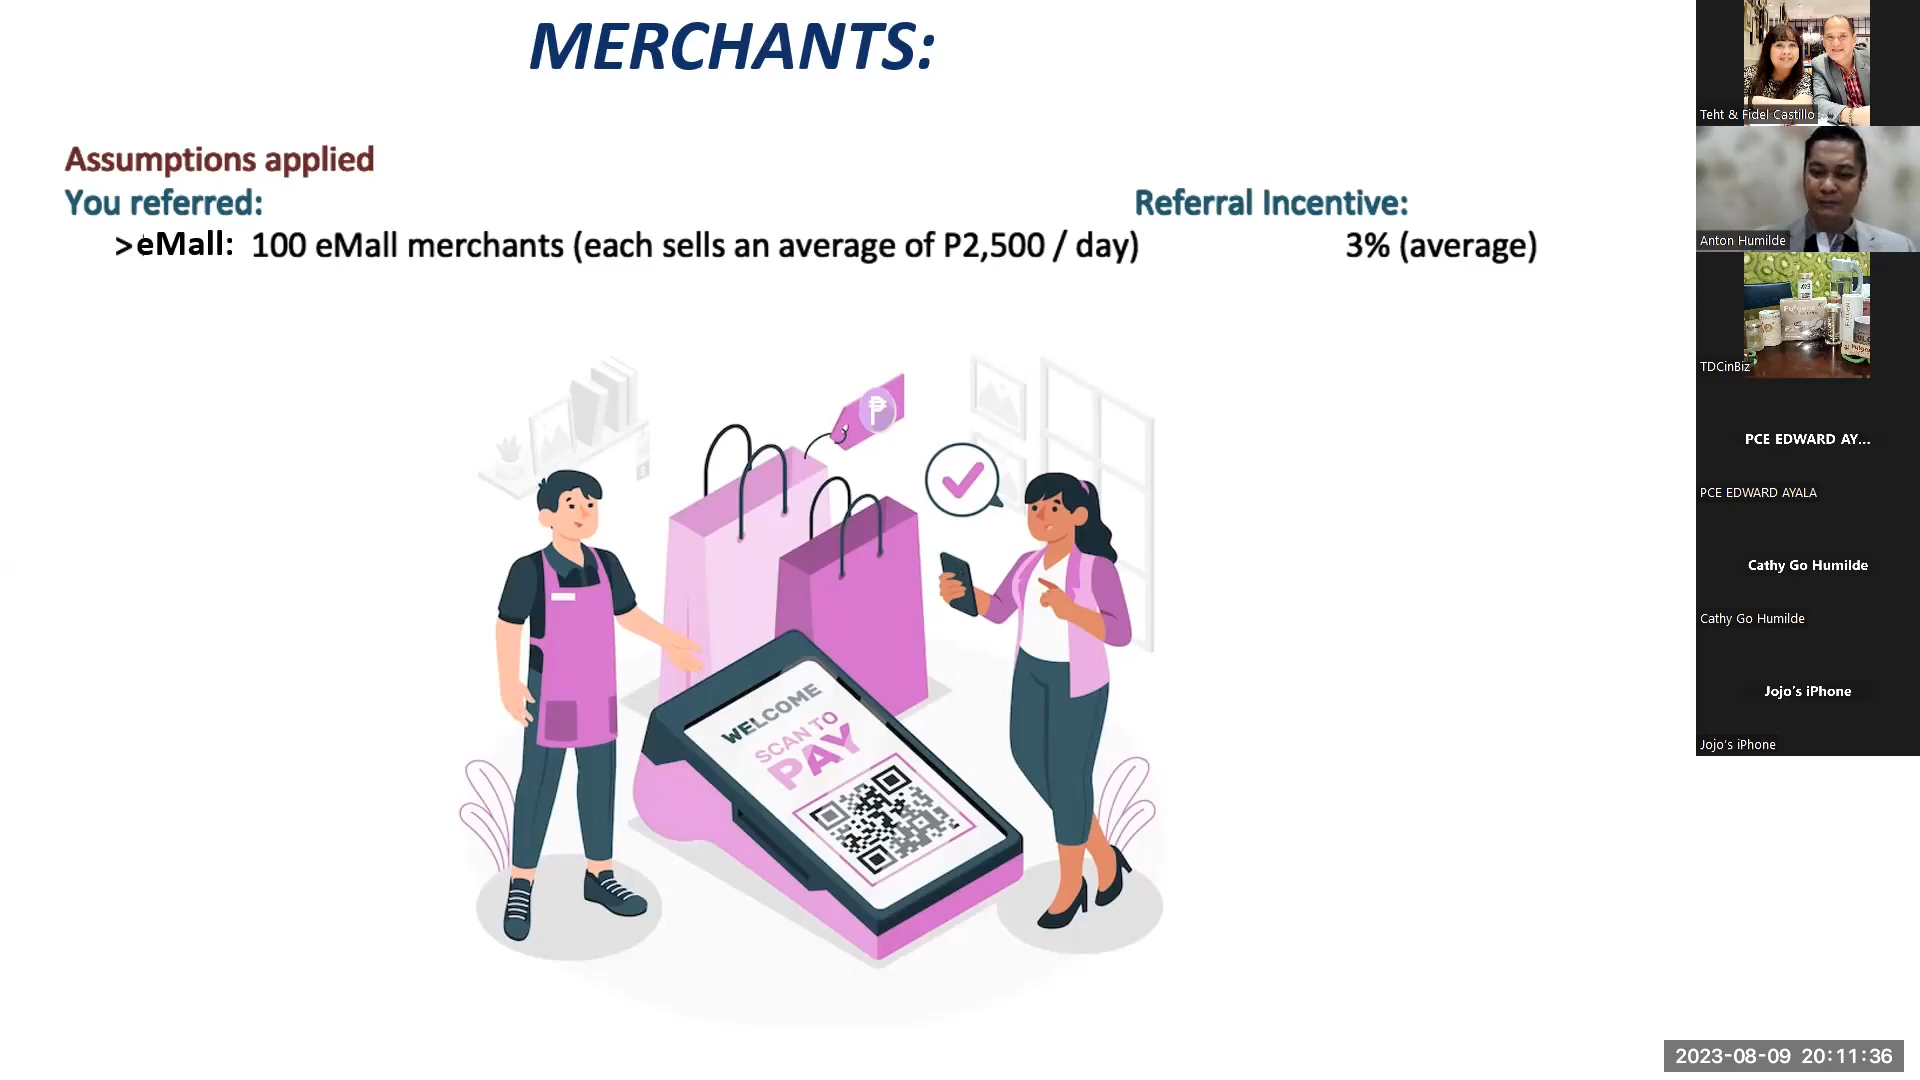 MERCHANTS:
Assumptions applied
You referred:
Referral Incentive:
>eMall: 100 eMall merchants (each sells an average of P2,500 / day)
3% (average)
WELCOME
SCAN TO
PAY
Teht & Fidel Castillo
Anton Humilde
TDCinBiz
PCE EDWARD AY...
PCE EDWARD AYALA
Cathy Go Humilde
Cathy Go Humilde
Jojo's iPhone
Jojo's iPhone
2023-08-09 20:11:36